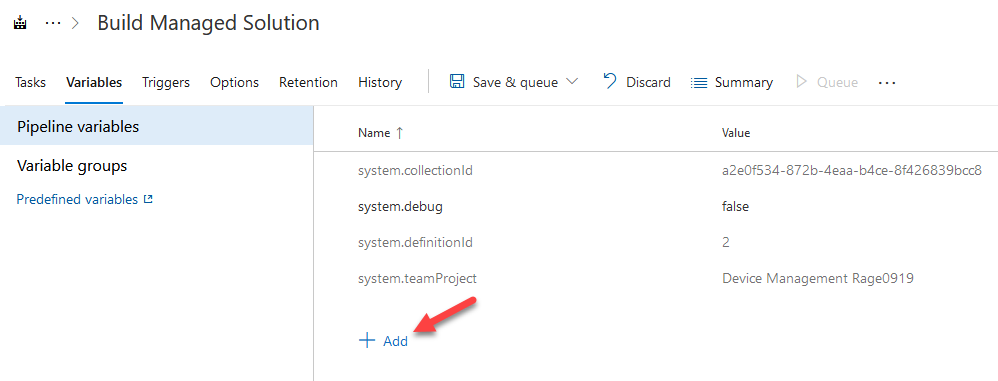 ... > Build Managed Solution
Tasks Variables Triggers Options Retention History Save & queue Discard Summary Queue ...
Pipeline variables
Variable groups
Predefined variables
Name ↑ Value
system.collectionId a2e0f534-872b-4eaa-b4ce-8f426839bcc8
system.debug false
system.definitionId 2
system.teamProject Device Management Rage0919
+ Add